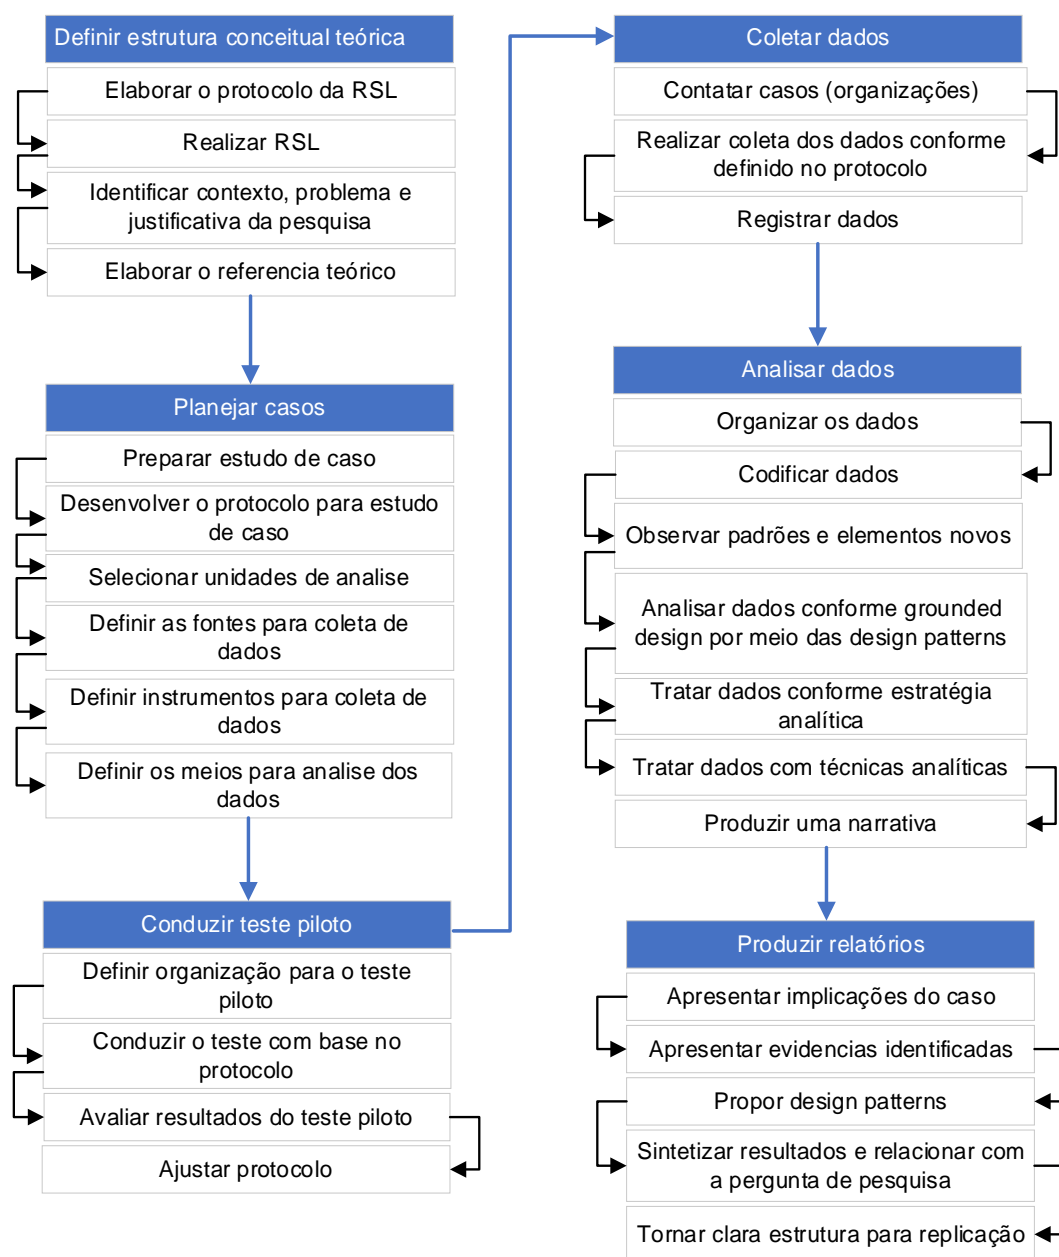 Definir estrutura conceitual teórica
Elaborar o protocolo da RSL
Realizar RSL
Identificar contexto, problema e
justificativa da pesquisa
Elaborar o referencia teórico
Planejar casos
Preparar estudo de caso
Desenvolver o protocolo para estudo
de caso
Selecionar unidades de analise
Definir as fontes para coleta de
dados
Definir instrumentos para coleta de
dados
Definir os meios para analise dos
dados
Conduzir teste piloto
Definir organização para o teste
piloto
Conduzir o teste com base no
protocolo
Avaliar resultados do teste piloto
Ajustar protocolo
Coletar dados
Contatar casos (organizações)
Realizar coleta dos dados conforme
definido no protocolo
Registrar dados
Analisar dados
Organizar os dados
Codificar dados
Observar padrões e elementos novos
Analisar dados conforme grounded
design por meio das design patterns
Tratar dados conforme estratégia
analítica
Tratar dados com técnicas analíticas
Produzir uma narrativa
Produzir relatórios
Apresentar implicações do caso
Apresentar evidencias identificadas
Propor design patterns
Sintetizar resultados e relacionar com
a pergunta de pesquisa
Tornar clara estrutura para replicação